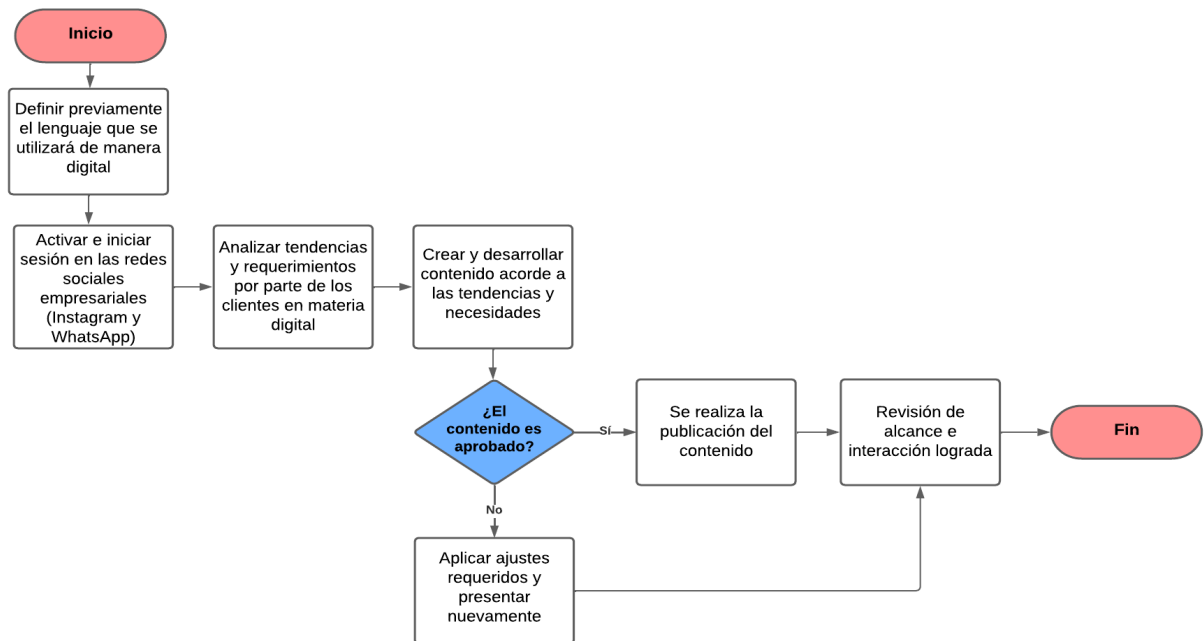 Inicio
Definir previamente
el lenguaje que se
utilizará de manera
digital
Activar e iniciar
sesión en las redes
sociales
empresariales
(Instagram y
WhatsApp)
Analizar tendencias
y requerimientos
por parte de los
clientes en materia
digital
Crear y desarrollar
contenido acorde a
las tendencias y
necesidades
¿El
contenido es
aprobado?
Sí
Se realiza la
publicación del
contenido
Revisión de
alcance e
interacción lograda
Fin
No
Aplicar ajustes
requeridos y
presentar
nuevamente